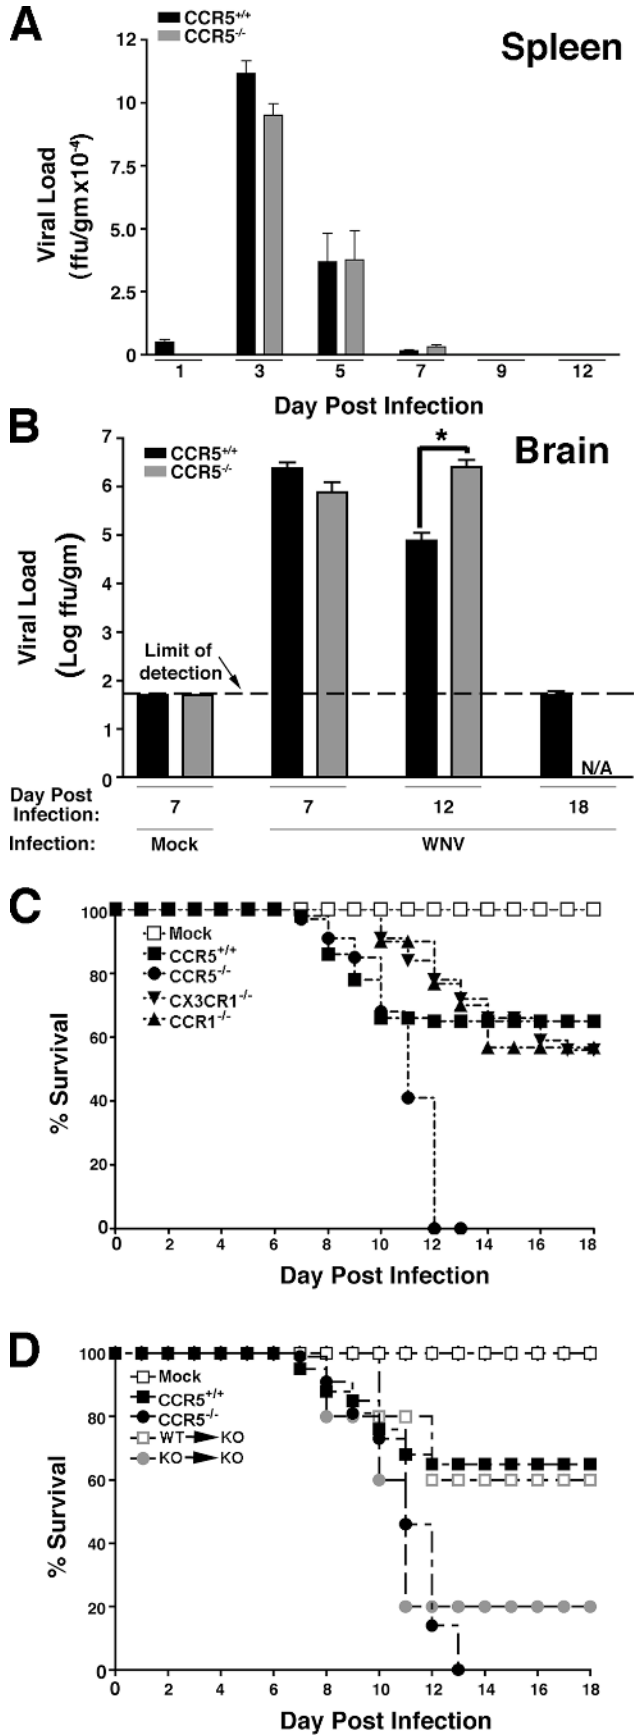 A
CCR5+/+
CCR5-/-
Spleen
12
10
7.5
5.0
2.5
0
Viral Load
(ffu/gm x10-4)
1 3 5 7 9 12
Day Post Infection
B
CCR5+/+
CCR5-/-
*
Brain
7
6
5
4
3
2
1
0
Viral Load
(Log ffu/gm)
Limit of
detection
N/A
Day Post
Infection:
7 7 12 18
Infection: Mock WNV
C
100
80
60
40
20
0
% Survival
Mock
CCR5+/+
CCR5-/-
CX3CR1-/-
CCR1-/-
0 2 4 6 8 10 12 14 16 18
Day Post Infection
D
100
80
60
40
20
0
% Survival
Mock
CCR5+/+
CCR5-/-
WT KO
KO KO
0 2 4 6 8 10 12 14 16 18
Day Post Infection